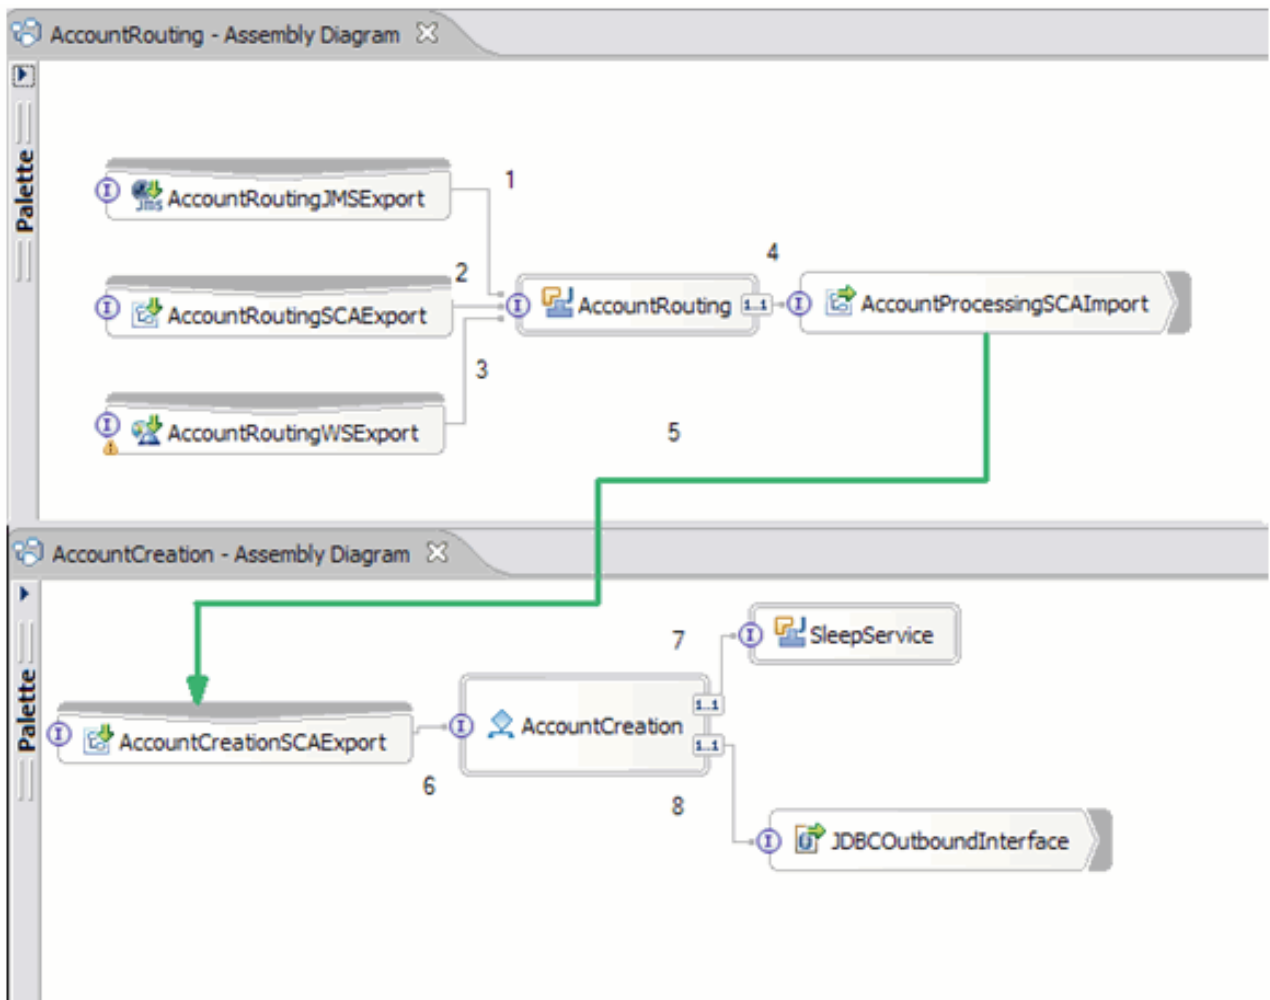 AccountRouting - Assembly Diagram
Palette
1
Jms AccountRoutingJMSExport
2
4
I AccountRoutingSCAExport
I AccountRouting 1..1
I AccountProcessingSCAImport
3
I AccountRoutingWSExport
5
AccountCreation - Assembly Diagram
Palette
7
I SleepService
1..1
I AccountCreationSCAExport
I AccountCreation
1..1
6
8
I JDBCOutboundInterface